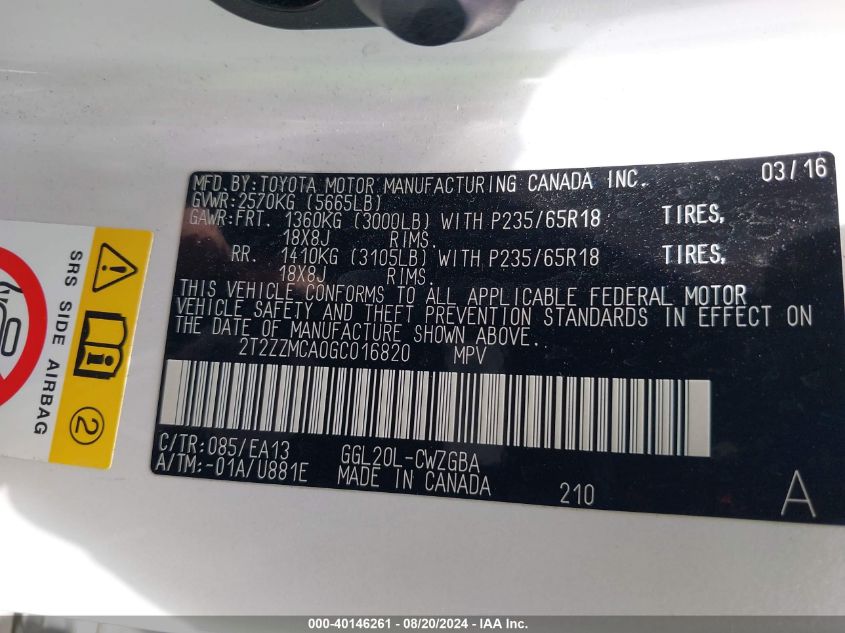 MFD.BY:TOYOTA MOTOR MANUFACTURING CANADA INC. 03/16
GVWR:2570KG (5665LB)
GAWR:FRT. 1360KG (3000LB) WITH P235/65R18 TIRES,
18X8J RIMS.
RR. 1410KG (3105LB) WITH P235/65R18 TIRES,
18X8J RIMS.
THIS VEHICLE CONFORMS TO ALL APPLICABLE FEDERAL MOTOR
VEHICLE SAFETY AND THEFT PREVENTION STANDARDS IN EFFECT ON
THE DATE OF MANUFACTURE SHOWN ABOVE.
2T2ZZMCA0GC016820 MPV
C/TR:085/EA13 GGL20L-CWZGBA
A/TM:-01A/U881E MADE IN CANADA 210 A
SRS SIDE AIRBAG
2
000-40146261 - 08/20/2024 - IAA Inc.